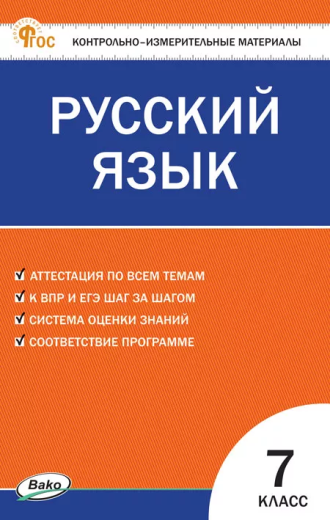 ФГОС
КОНТРОЛЬНО-ИЗМЕРИТЕЛЬНЫЕ МАТЕРИАЛЫ
РУССКИЙ
ЯЗЫК
АТТЕСТАЦИЯ ПО ВСЕМ ТЕМАМ
К ВПР И ЕГЭ ШАГ ЗА ШАГОМ
СИСТЕМА ОЦЕНКИ ЗНАНИЙ
СООТВЕТСТВИЕ ПРОГРАММЕ
Bako
7
КЛАСС